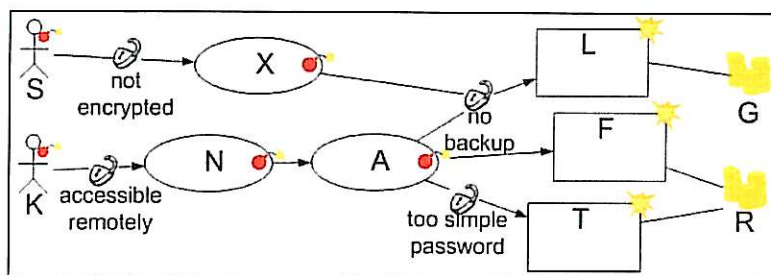 S
not
encrypted
X
L
G
no
backup
K
accessible
remotely
N
A
F
too simple
password
T
R